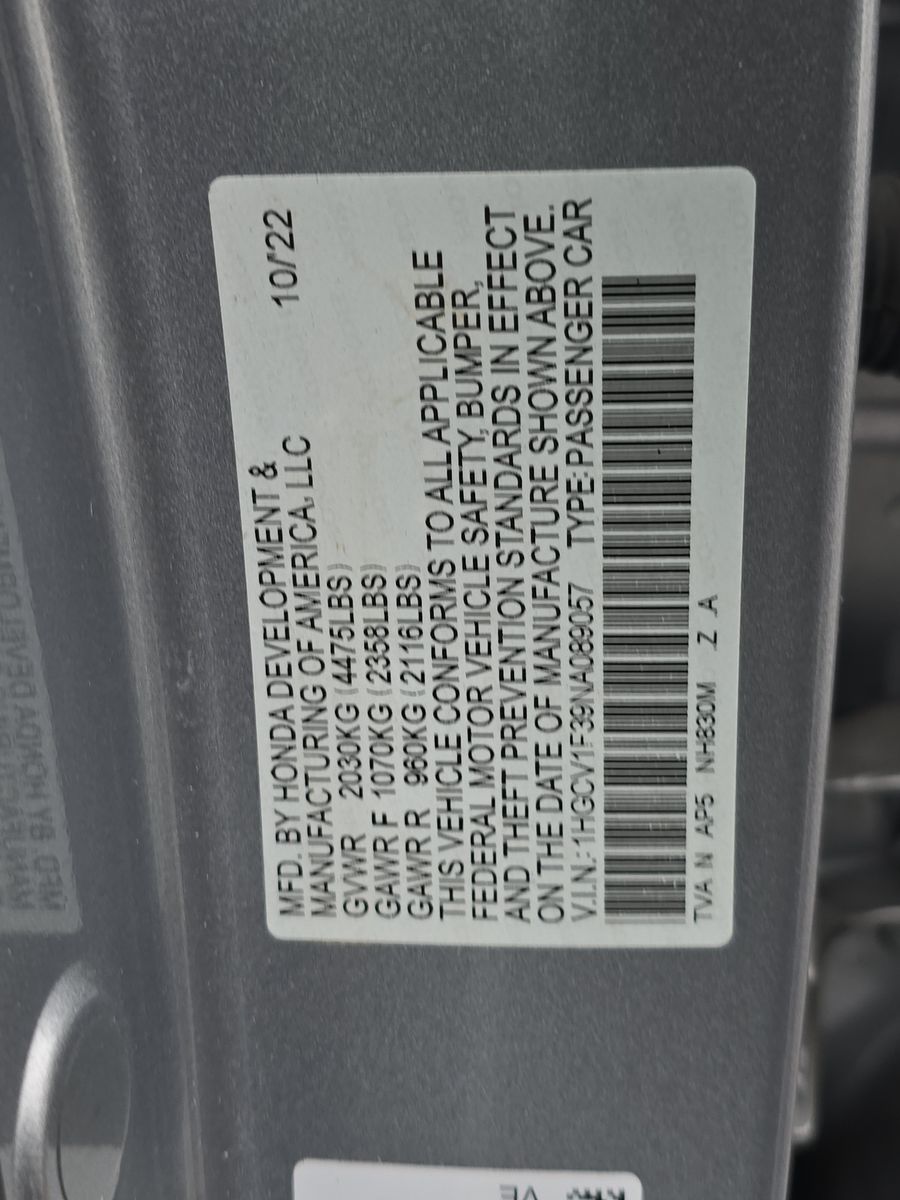 MFD. BY HONDA DEVELOPMENT &
MANUFACTURING OF AMERICA, LLC 10/22
GVWR 2030KG (4475LBS)
GAWR F 1070KG (2358LBS)
GAWR R 960KG (2116LBS)
THIS VEHICLE CONFORMS TO ALL APPLICABLE
FEDERAL MOTOR VEHICLE SAFETY, BUMPER,
AND THEFT PREVENTION STANDARDS IN EFFECT
ON THE DATE OF MANUFACTURE SHOWN ABOVE.
V.I.N.: 1HGCV1F39NA089057 TYPE: PASSENGER CAR
TVA N AP5 NH830M Z A
VE